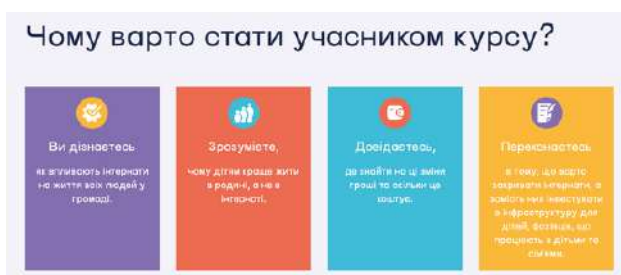 Чому варто стати учасником курсу?
Ви дізнаєтесь
як впливають інтернати
на життя всіх людей у
громаді.
Зрозумієте,
чому дітям краще жити
в родині, а не в
інтернаті.
Довідаєтесь,
де знайти на ці зміни
гроші та скільки це
коштує.
Переконаєтесь
в тому, що варто
закривати інтернати, а
замість них інвестувати
в інфраструктуру для
дітей, фахівців, що
працюють з дітьми та
сім'ями.